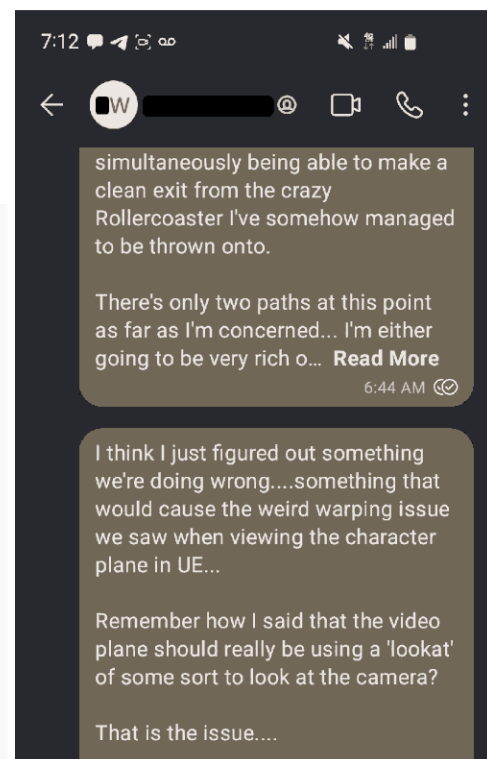 7:12
W
simultaneously being able to make a
clean exit from the crazy
Rollercoaster I've somehow managed
to be thrown onto.
There's only two paths at this point
as far as I'm concerned... I'm either
going to be very rich o... Read More
6:44 AM
I think I just figured out something
we're doing wrong....something that
would cause the weird warping issue
we saw when viewing the character
plane in UE...
Remember how I said that the video
plane should really be using a 'lookat'
of some sort to look at the camera?
That is the issue....